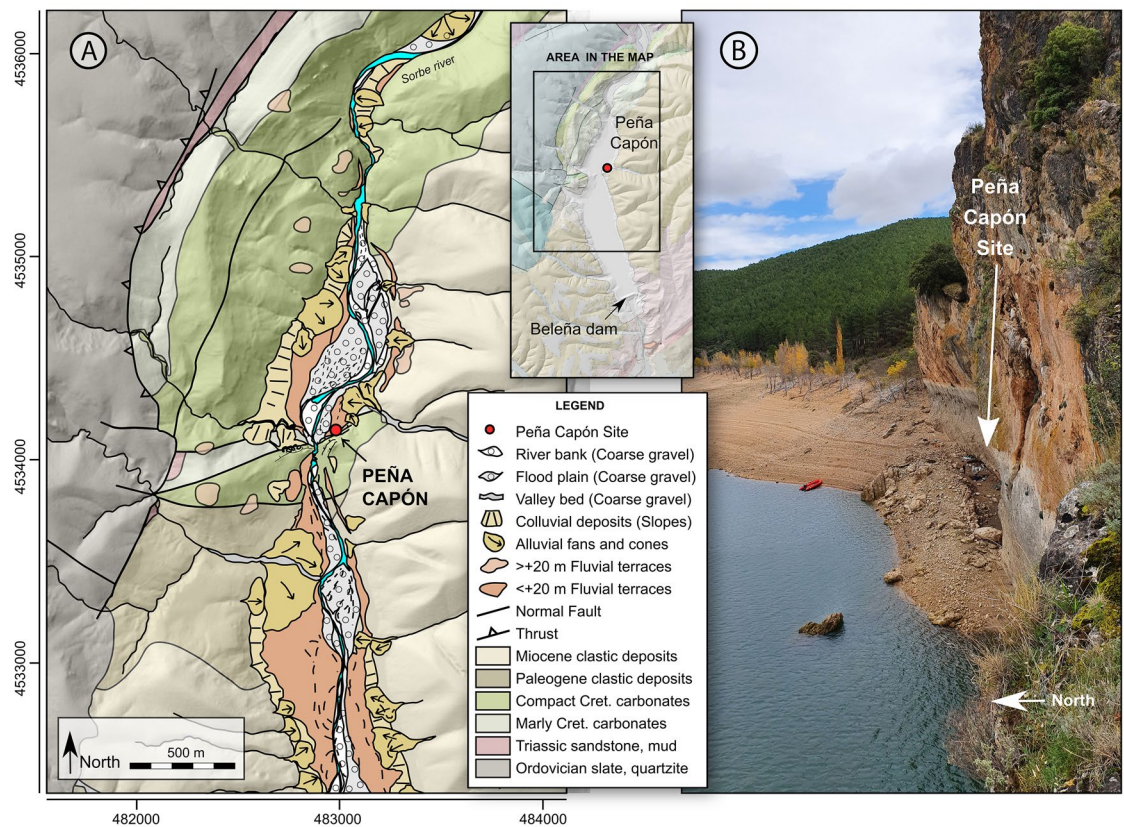 A
4536000
4535000
4534000
4533000
482000
483000
484000
Sorbe river
PEÑA
CAPÓN
North
500 m
AREA IN THE MAP
Peña
Capón
Beleña dam
LEGEND
Peña Capón Site
River bank (Coarse gravel)
Flood plain (Coarse gravel)
Valley bed (Coarse gravel)
Colluvial deposits (Slopes)
Alluvial fans and cones
>+20 m Fluvial terraces
<+20 m Fluvial terraces
Normal Fault
Thrust
Miocene clastic deposits
Paleogene clastic deposits
Compact Cret. carbonates
Marly Cret. carbonates
Triassic sandstone, mud
Ordovician slate, quartzite
B
Peña
Capón
Site
North